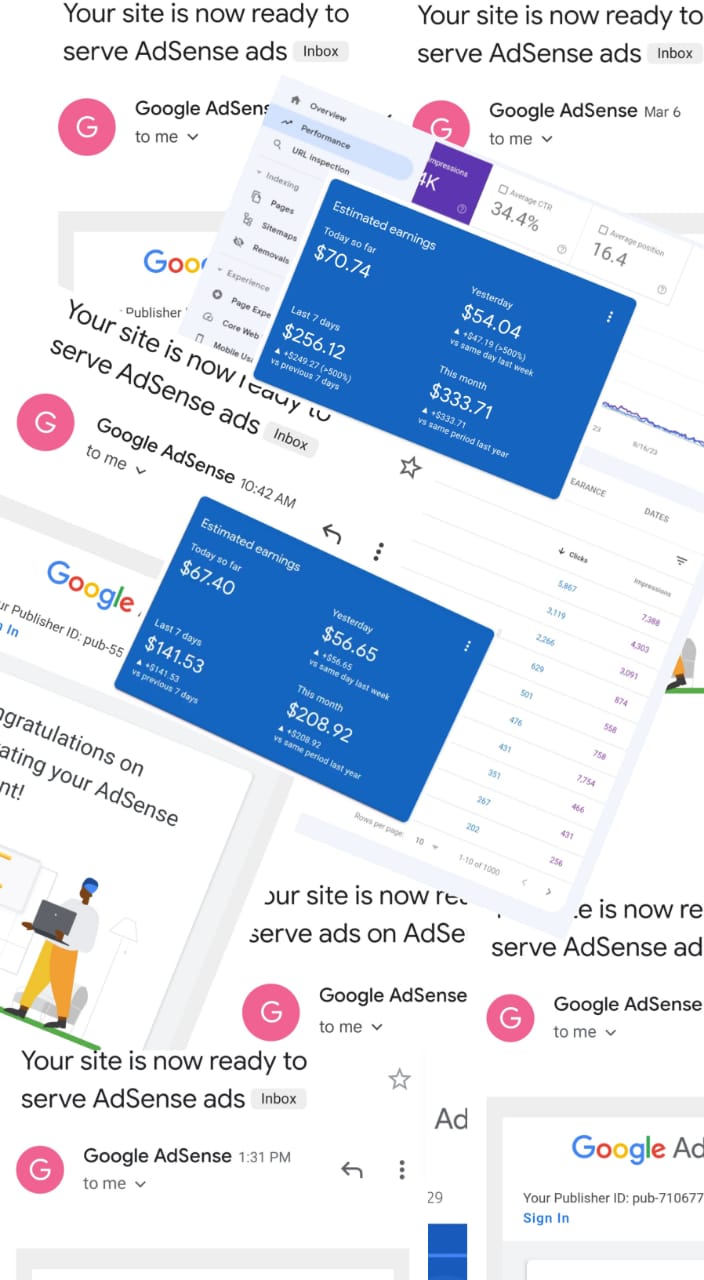 Your site is now ready to
serve AdSense ads Inbox
Google AdSens
to me
Your site is now ready to
serve AdSense ads Inbox
Google AdSense Mar 6
to me
Overview
Performance
URL inspection
Indexing
Pages
Sitemaps
Removals
Experience
Page Expe
Core Web
Mobile Usi
mpressions
4K
Average CTR
34.4%
Average position
16.4
Goo
Publisher
Estimated earnings
Today so far
$70.74
Yesterday
$54.04
+$47.19 (>500%)
vs same day last week
Last 7 days
$256.12
+$249.27 (>500%)
vs previous 7 days
This month
$333.71
+$333.71
vs same period last year
23
8/16/23
EARANCE
DATES
Your site is now ready to
serve AdSense ads Inbox
Google AdSense 10:42 AM
to me
Google
ur Publisher ID: pub-55
n In
Estimated earnings
Today so far
$67.40
Yesterday
$56.65
+$56.65
vs same day last week
Last 7 days
$141.53
+$141.53
vs previous 7 days
This month
$208.92
+$208.92
vs same period last year
Clicks Impressions
5,867 7,388
3,119 4,303
2,266 3,091
629 874
501 558
476 758
431 7,754
351 466
267 431
202 256
Rows per page: 10 1-10 of 1000
ngratulations on
ating your AdSense
nt!
our site is now re
serve ads on AdSe
Google AdSense
to me
e is now re
serve AdSense ad
Google AdSense
to me
Your site is now ready to
serve AdSense ads Inbox
Google AdSense 1:31 PM
to me
Ad
29
Google Ad
Your Publisher ID: pub-710677
Sign In